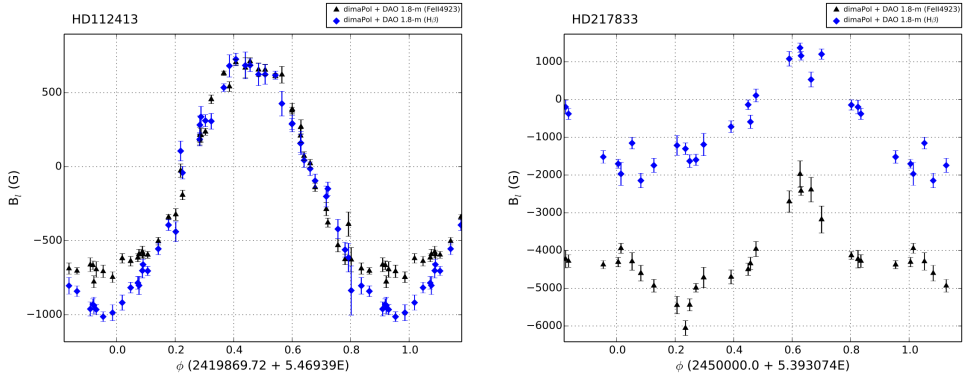 HD112413
dimaPol + DAO 1.8-m (FeII4923)
dimaPol + DAO 1.8-m (Hβ)
500
0
−500
−1000
B_l (G)
0.0 0.2 0.4 0.6 0.8 1.0
ϕ (2419869.72 + 5.46939E)
HD217833
dimaPol + DAO 1.8-m (FeII4923)
dimaPol + DAO 1.8-m (Hβ)
1000
0
−1000
−2000
−3000
−4000
−5000
−6000
B_l (G)
0.0 0.2 0.4 0.6 0.8 1.0
ϕ (2450000.0 + 5.393074E)